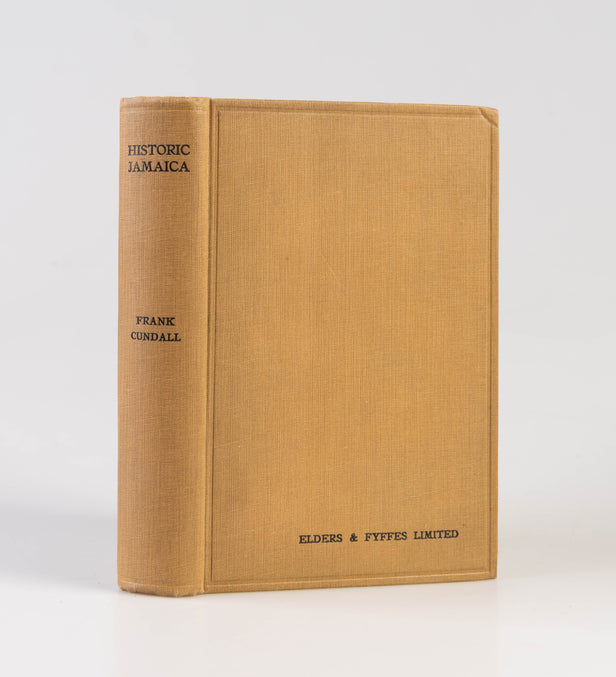 HISTORIC
JAMAICA
FRANK
CUNDALL
ELDERS & FYFFES LIMITED